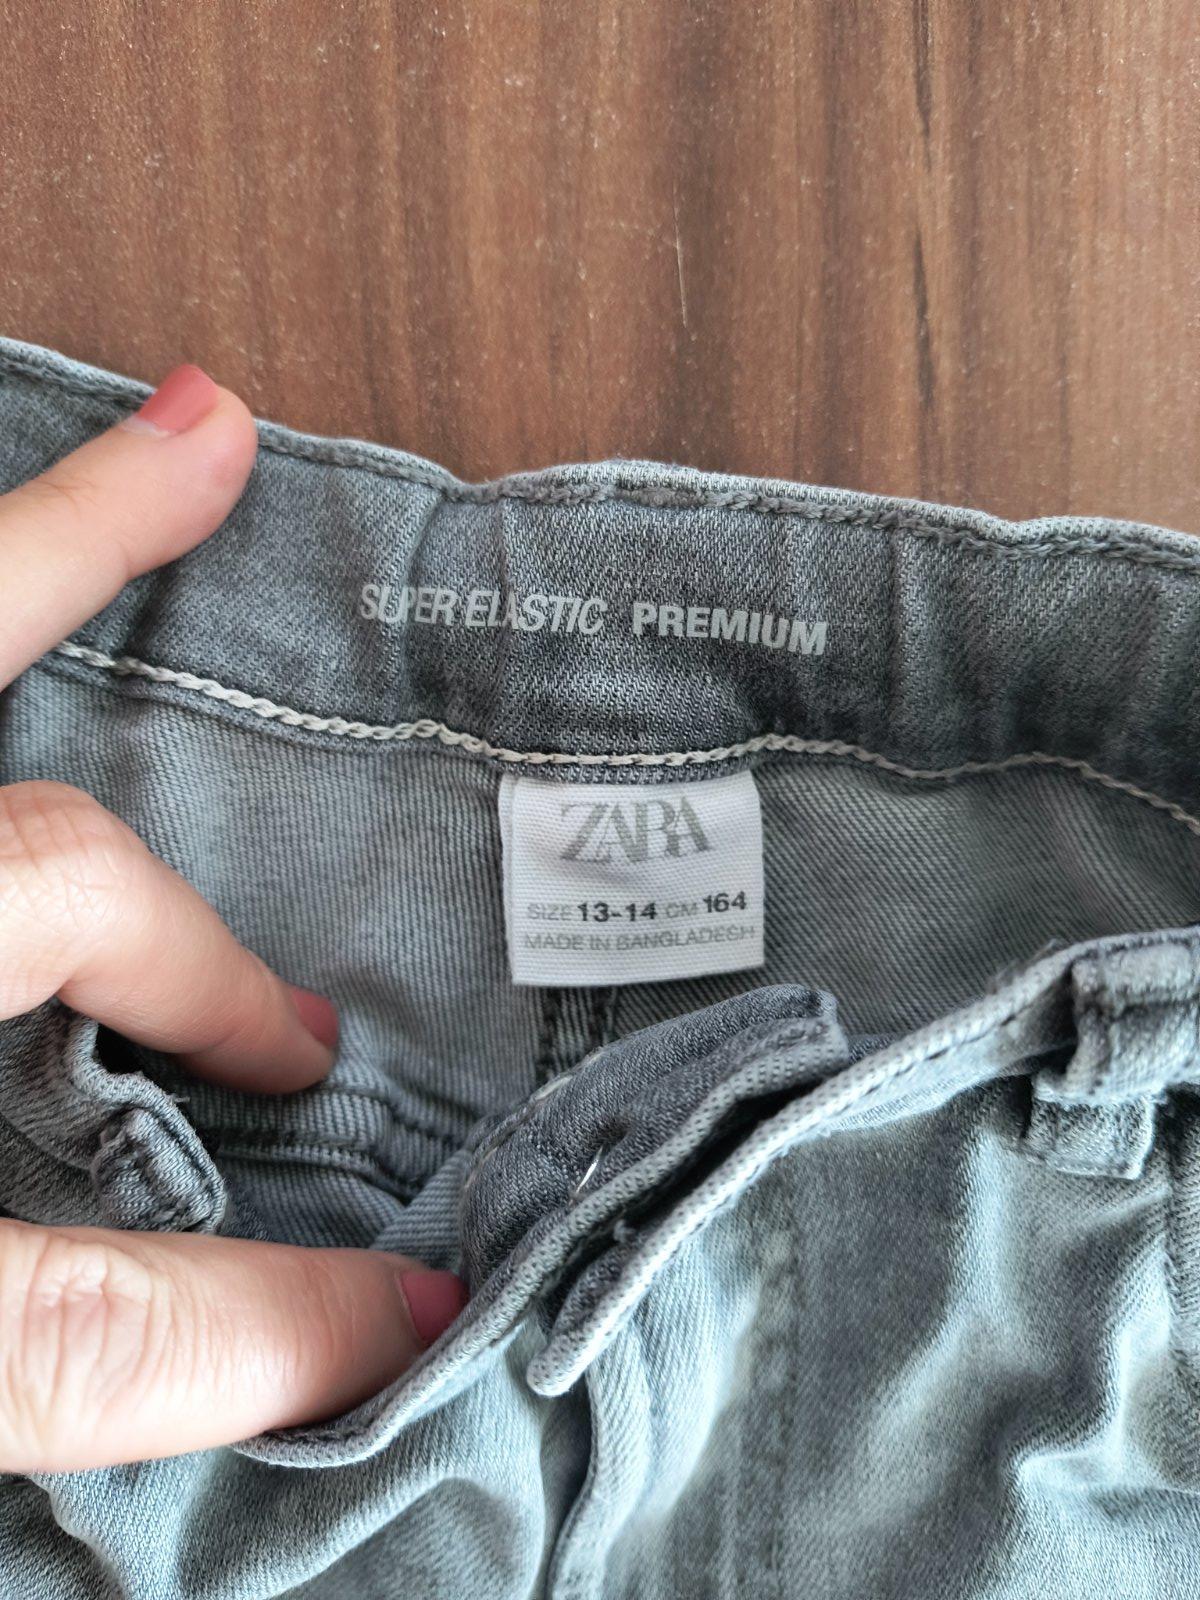 SUPER ELASTIC PREMIUM
ZARA
SIZE 13-14 CM 164
MADE IN BANGLADESH